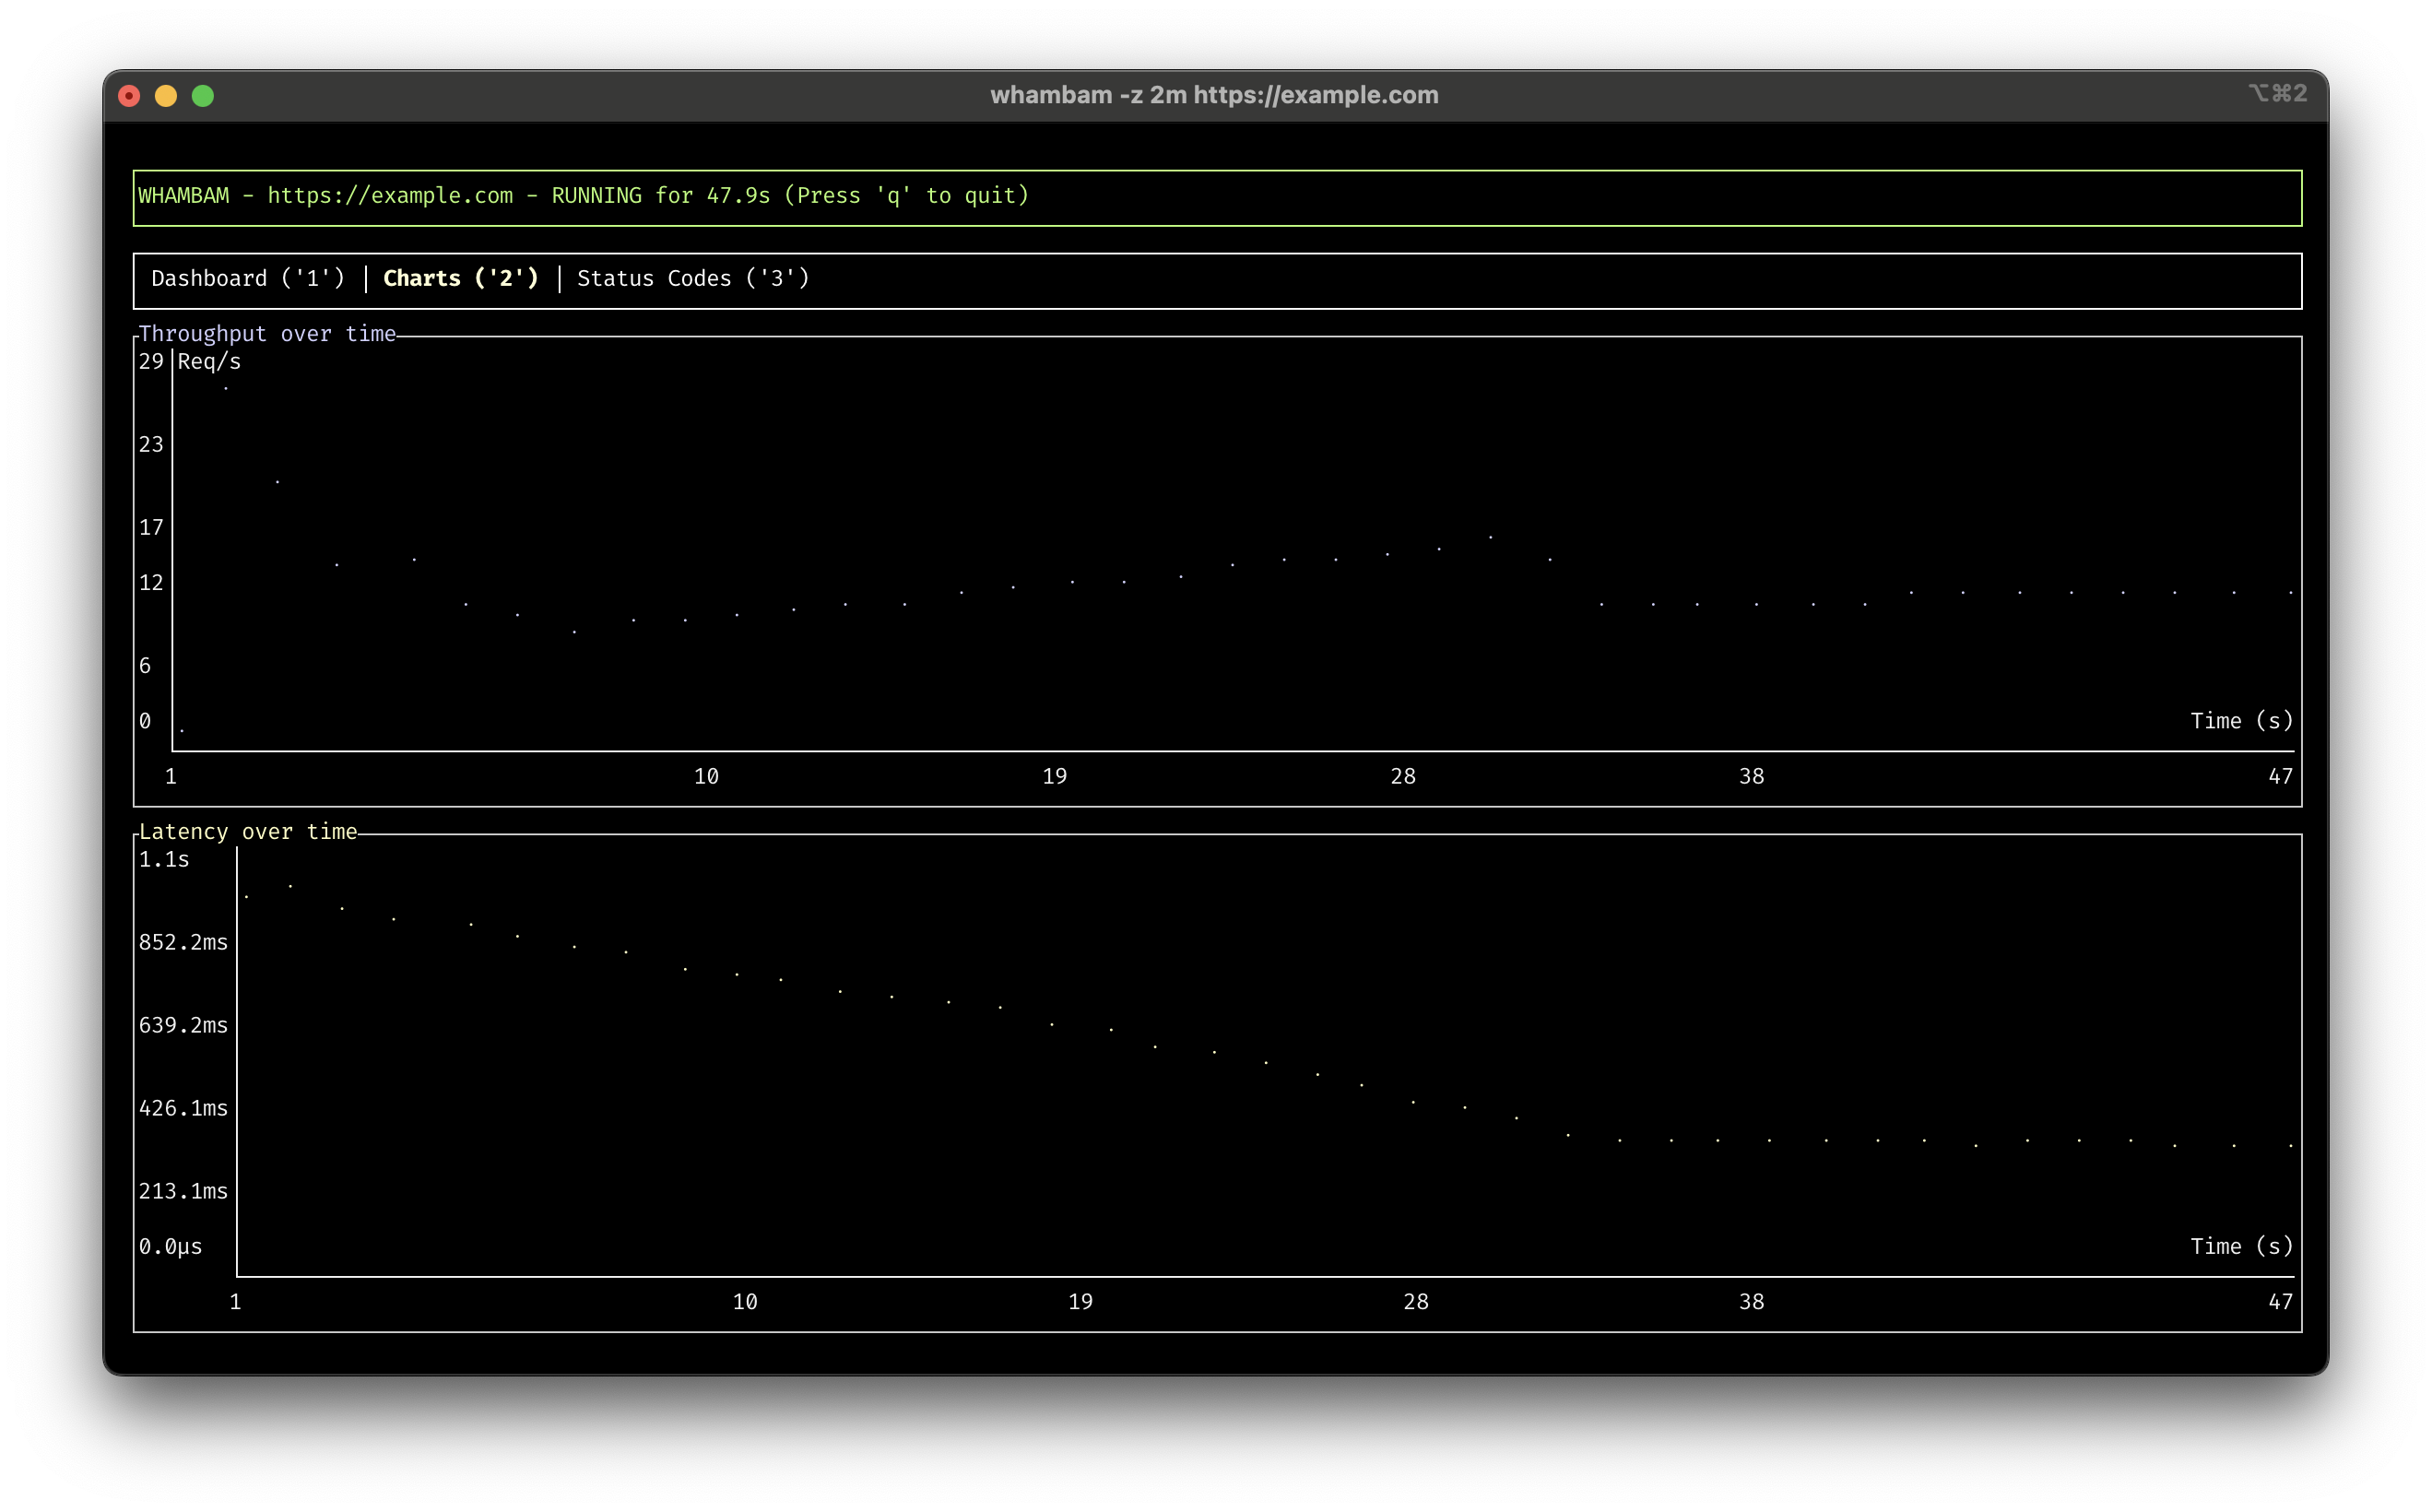 whambam -z 2m https://example.com
⌥⌘2
WHAMBAM - https://example.com - RUNNING for 47.9s (Press 'q' to quit)
Dashboard ('1') │ Charts ('2') │ Status Codes ('3')
Throughput over time
29 Req/s
23
17
12
6
0 Time (s)
1 10 19 28 38 47
Latency over time
1.1s
852.2ms
639.2ms
426.1ms
213.1ms
0.0µs Time (s)
1 10 19 28 38 47